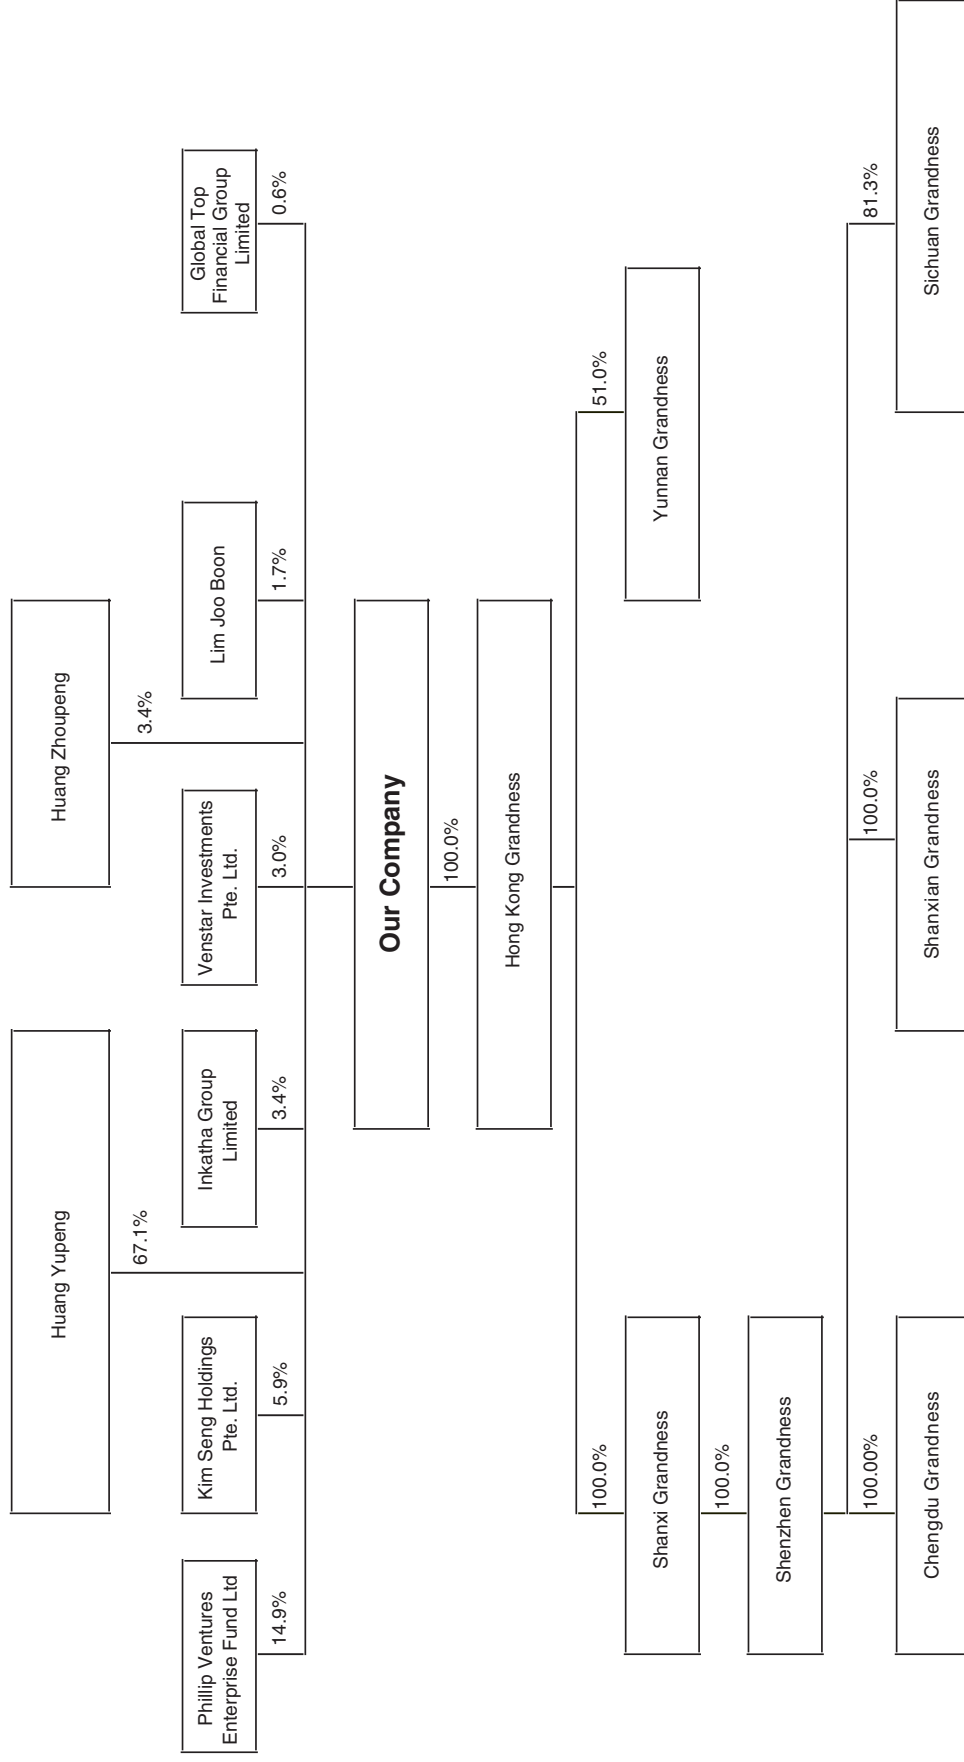 Huang Yupeng
Huang Zhoupeng
67.1%
3.4%
Phillip Ventures
Enterprise Fund Ltd
Kim Seng Holdings
Pte. Ltd.
Inkatha Group
Limited
Venstar Investments
Pte. Ltd.
Lim Joo Boon
Global Top
Financial Group
Limited
14.9%
5.9%
3.4%
3.0%
1.7%
0.6%
Our Company
100.0%
Hong Kong Grandness
100.0%
51.0%
Shanxi Grandness
Yunnan Grandness
100.0%
Shenzhen Grandness
100.00%
100.0%
81.3%
Chengdu Grandness
Shanxian Grandness
Sichuan Grandness